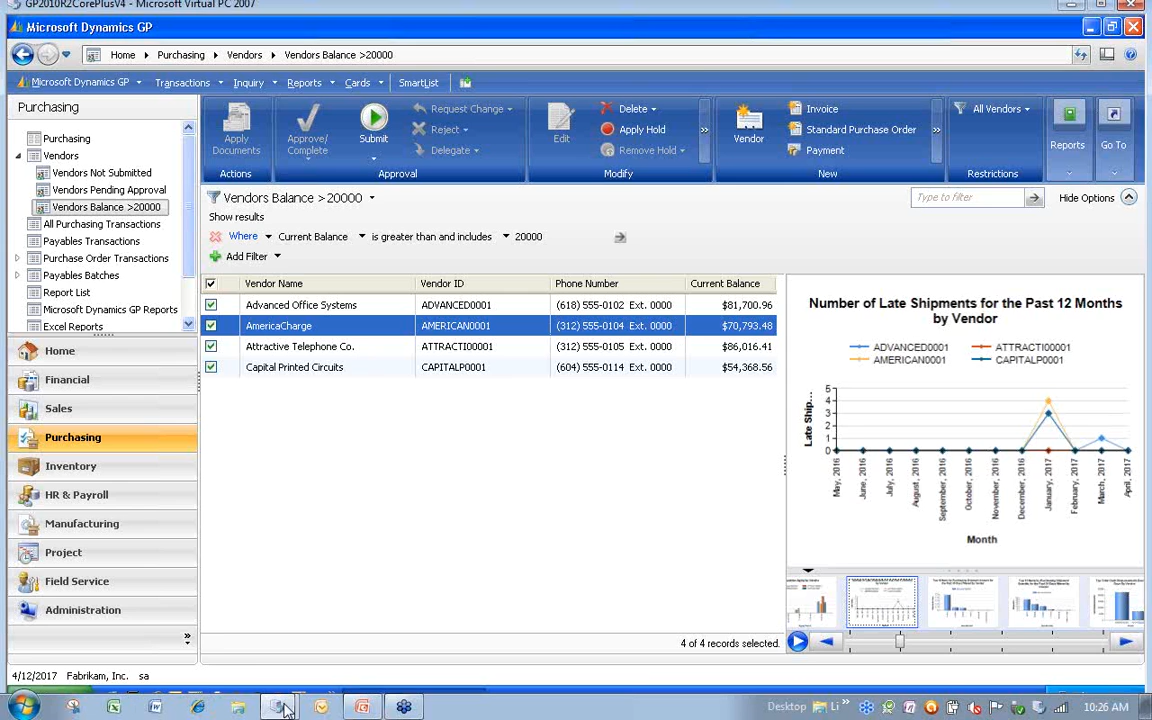 GP2010R2CorePlusV4 - Microsoft Virtual PC 2007
Microsoft Dynamics GP
Home Purchasing Vendors Vendors Balance >20000
Microsoft Dynamics GP Transactions Inquiry Reports Cards SmartList
Purchasing
Purchasing
Vendors
Vendors Not Submitted
Vendors Pending Approval
Vendors Balance >20000
All Purchasing Transactions
Payables Transactions
Purchase Order Transactions
Payables Batches
Report List
Microsoft Dynamics GP Reports
Excel Reports
Home
Financial
Sales
Purchasing
Inventory
HR & Payroll
Manufacturing
Project
Field Service
Administration
Apply Documents
Actions
Approve/ Complete
Submit
Request Change
Reject
Delegate
Approval
Edit
Delete
Apply Hold
Remove Hold
Modify
Vendor
Invoice
Standard Purchase Order
Payment
New
All Vendors
Restrictions
Reports
Go To
Vendors Balance >20000
Type to filter
Hide Options
Show results
Where Current Balance is greater than and includes 20000
Add Filter
Vendor Name Vendor ID Phone Number Current Balance
Advanced Office Systems ADVANCED0001 (618) 555-0102 Ext. 0000 $81,700.96
AmericaCharge AMERICAN0001 (312) 555-0104 Ext. 0000 $70,793.48
Attractive Telephone Co. ATTRACTI00001 (312) 555-0105 Ext. 0000 $86,016.41
Capital Printed Circuits CAPITALP0001 (604) 555-0114 Ext. 0000 $54,368.56
Number of Late Shipments for the Past 12 Months
by Vendor
ADVANCED0001 ATTRACTI00001
AMERICAN0001 CAPITALP0001
Late Ship...
5
4
3
2
1
0
May, 2016
June, 2016
July, 2016
August, 2016
September, 2016
October, 2016
November, 2016
December, 2016
January, 2017
February, 2017
March, 2017
April, 2017
Month
4 of 4 records selected.
4/12/2017 Fabrikam, Inc. sa
Desktop Li 10:26 AM